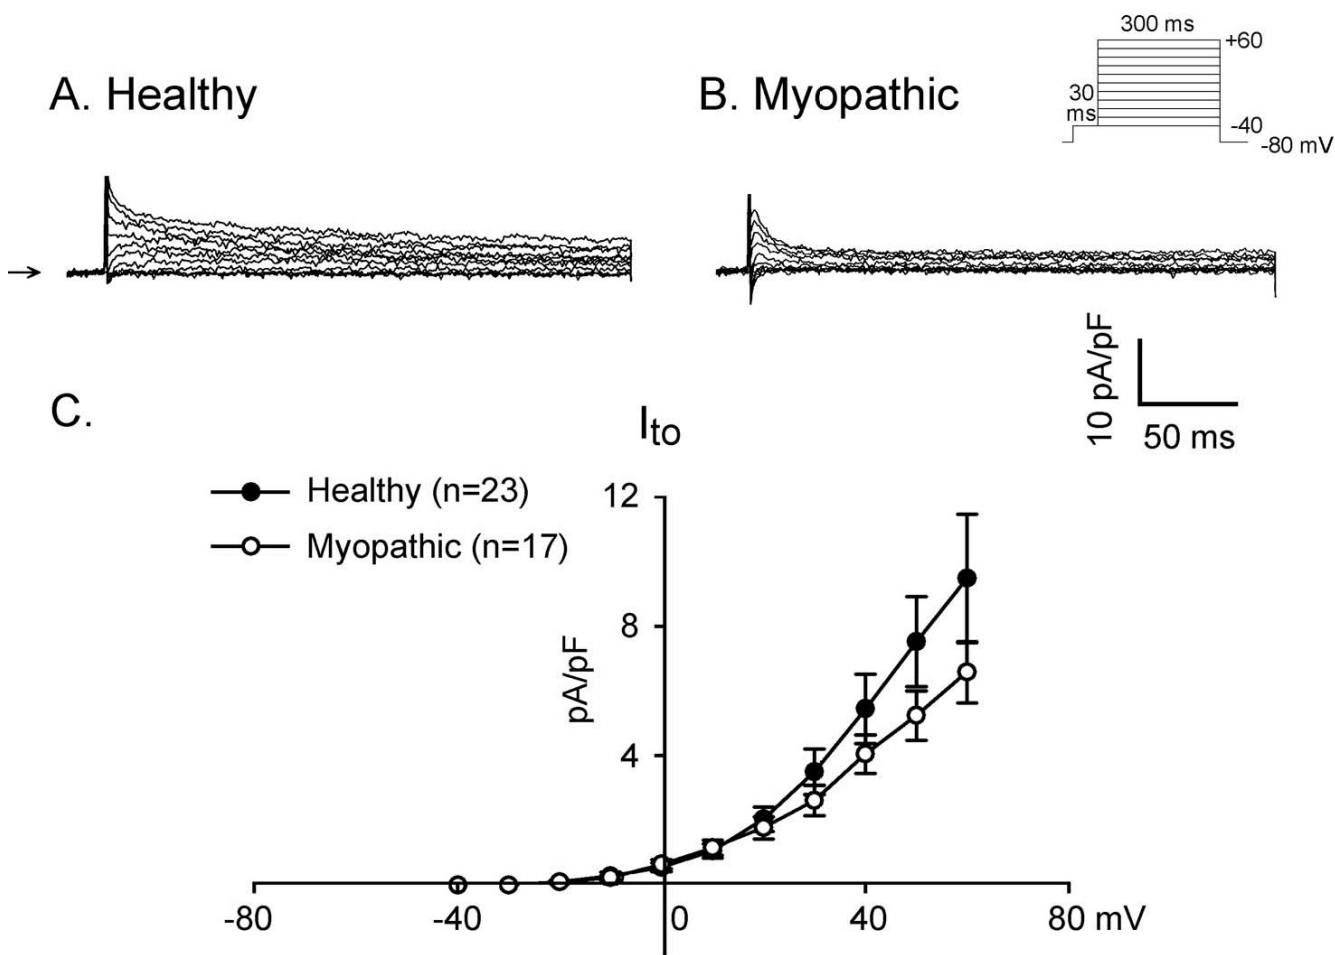 300 ms
+60
A. Healthy
B. Myopathic
30
ms
-40
-80 mV
10 pA/pF
50 ms
C.
Ito
Healthy (n=23)
Myopathic (n=17)
12
8
4
pA/pF
-80
-40
0
40
80 mV